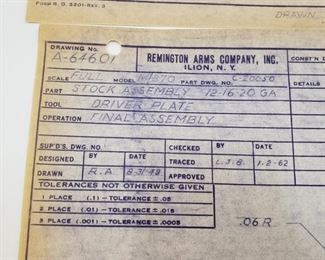 FORM R. D. 5201-REV. 3
DRAWN
DRAWING NO.
A-64601
REMINGTON ARMS COMPANY, INC.
ILION, N. Y.
CONST'N D
SCALE FULL MODEL M/870 PART DWG. NO. C-20050
DETAILS
PART STOCK ASSEMBLY 12-16-20 GA
TOOL DRIVER PLATE
OPERATION FINAL ASSEMBLY
SUP'D'S. DWG. NO.
BY DATE BY DATE
DESIGNED CHECKED
DRAWN R.A 8-3/49 TRACED L.J.B. 1-2-62
APPROVED
TOLERANCES NOT OTHERWISE GIVEN
1 PLACE (.1)-TOLERANCE ± .05
2 PLACE (.01)-TOLERANCE ± .015
3 PLACE (.001)-TOLERANCE ± .0005
.06 R